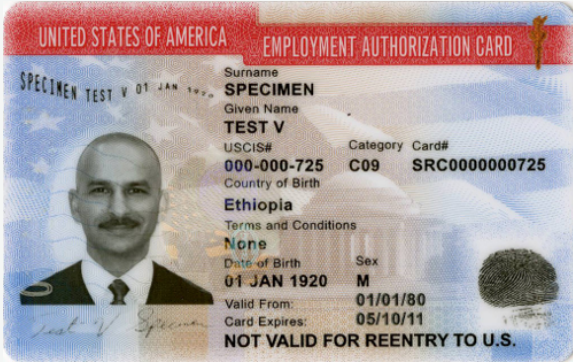 UNITED STATES OF AMERICA
EMPLOYMENT AUTHORIZATION CARD
SPECIMEN TEST V 01 JAN 1920
Surname
SPECIMEN
Given Name
TEST V
USCIS# Category Card#
000-000-725 C09 SRC0000000725
Country of Birth
Ethiopia
Terms and Conditions
None
Date of Birth Sex
01 JAN 1920 M
Valid From: 01/01/80
Card Expires: 05/10/11
NOT VALID FOR REENTRY TO U.S.
Test V Specimen